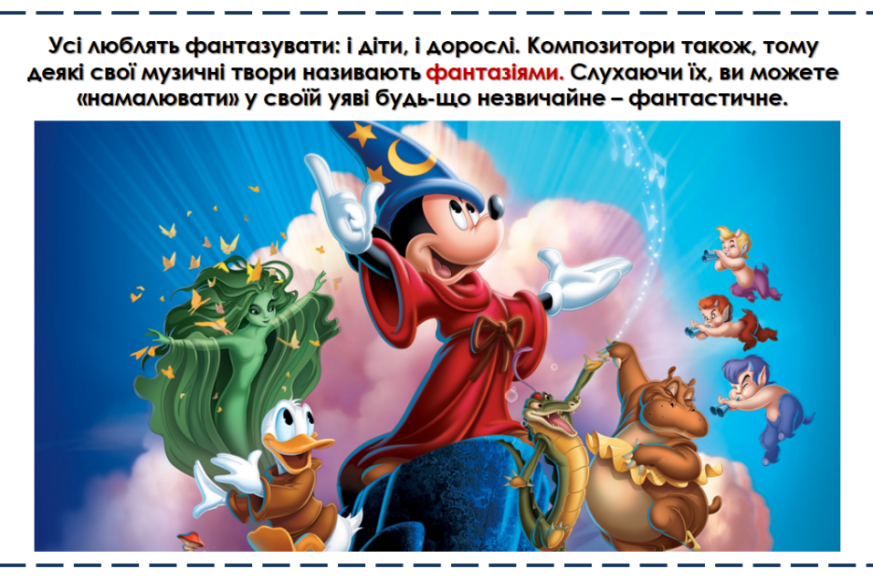 Усі люблять фантазувати: і діти, і дорослі. Композитори також, тому
деякі свої музичні твори називають фантазіями. Слухаючи їх, ви можете
«намалювати» у своїй уяві будь-що незвичайне – фантастичне.